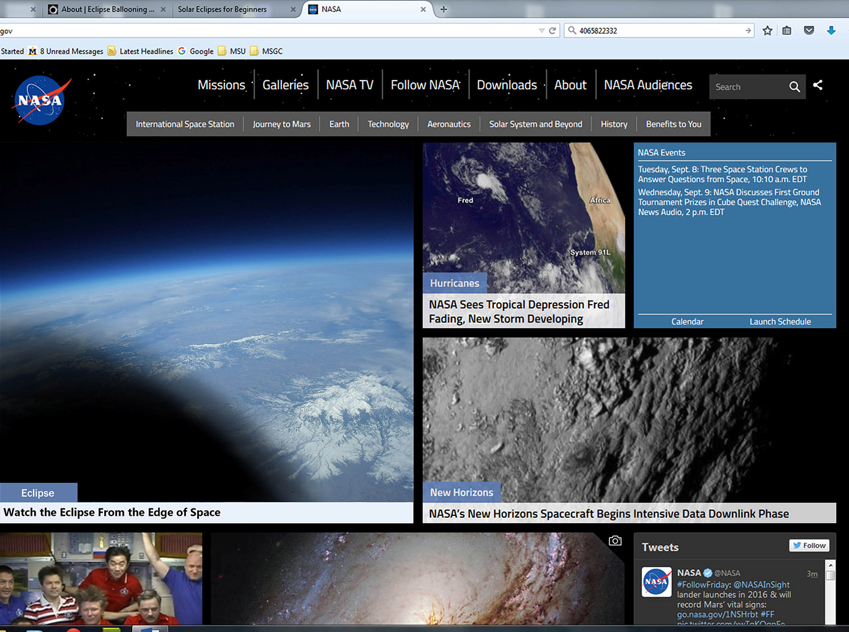 About | Eclipse Ballooning ...
Solar Eclipses for Beginners
NASA
gov
4065822332
Started
8 Unread Messages
Latest Headlines
Google
MSU
MSGC
NASA
Missions
Galleries
NASA TV
Follow NASA
Downloads
About
NASA Audiences
Search
International Space Station
Journey to Mars
Earth
Technology
Aeronautics
Solar System and Beyond
History
Benefits to You
Eclipse
Watch the Eclipse From the Edge of Space
Fred
Africa
System 91L
Hurricanes
NASA Sees Tropical Depression Fred
Fading, New Storm Developing
NASA Events
Tuesday, Sept. 8: Three Space Station Crews to
Answer Questions from Space, 10:10 a.m. EDT
Wednesday, Sept. 9: NASA Discusses First Ground
Tournament Prizes in Cube Quest Challenge, NASA
News Audio, 2 p.m. EDT
Calendar
Launch Schedule
New Horizons
NASA's New Horizons Spacecraft Begins Intensive Data Downlink Phase
Tweets
Follow
NASA
NASA @NASA
3m
#FollowFriday: @NASAInSight
lander launches in 2016 & will
record Mars' vital signs:
go.nasa.gov/1NSHrbt #FF